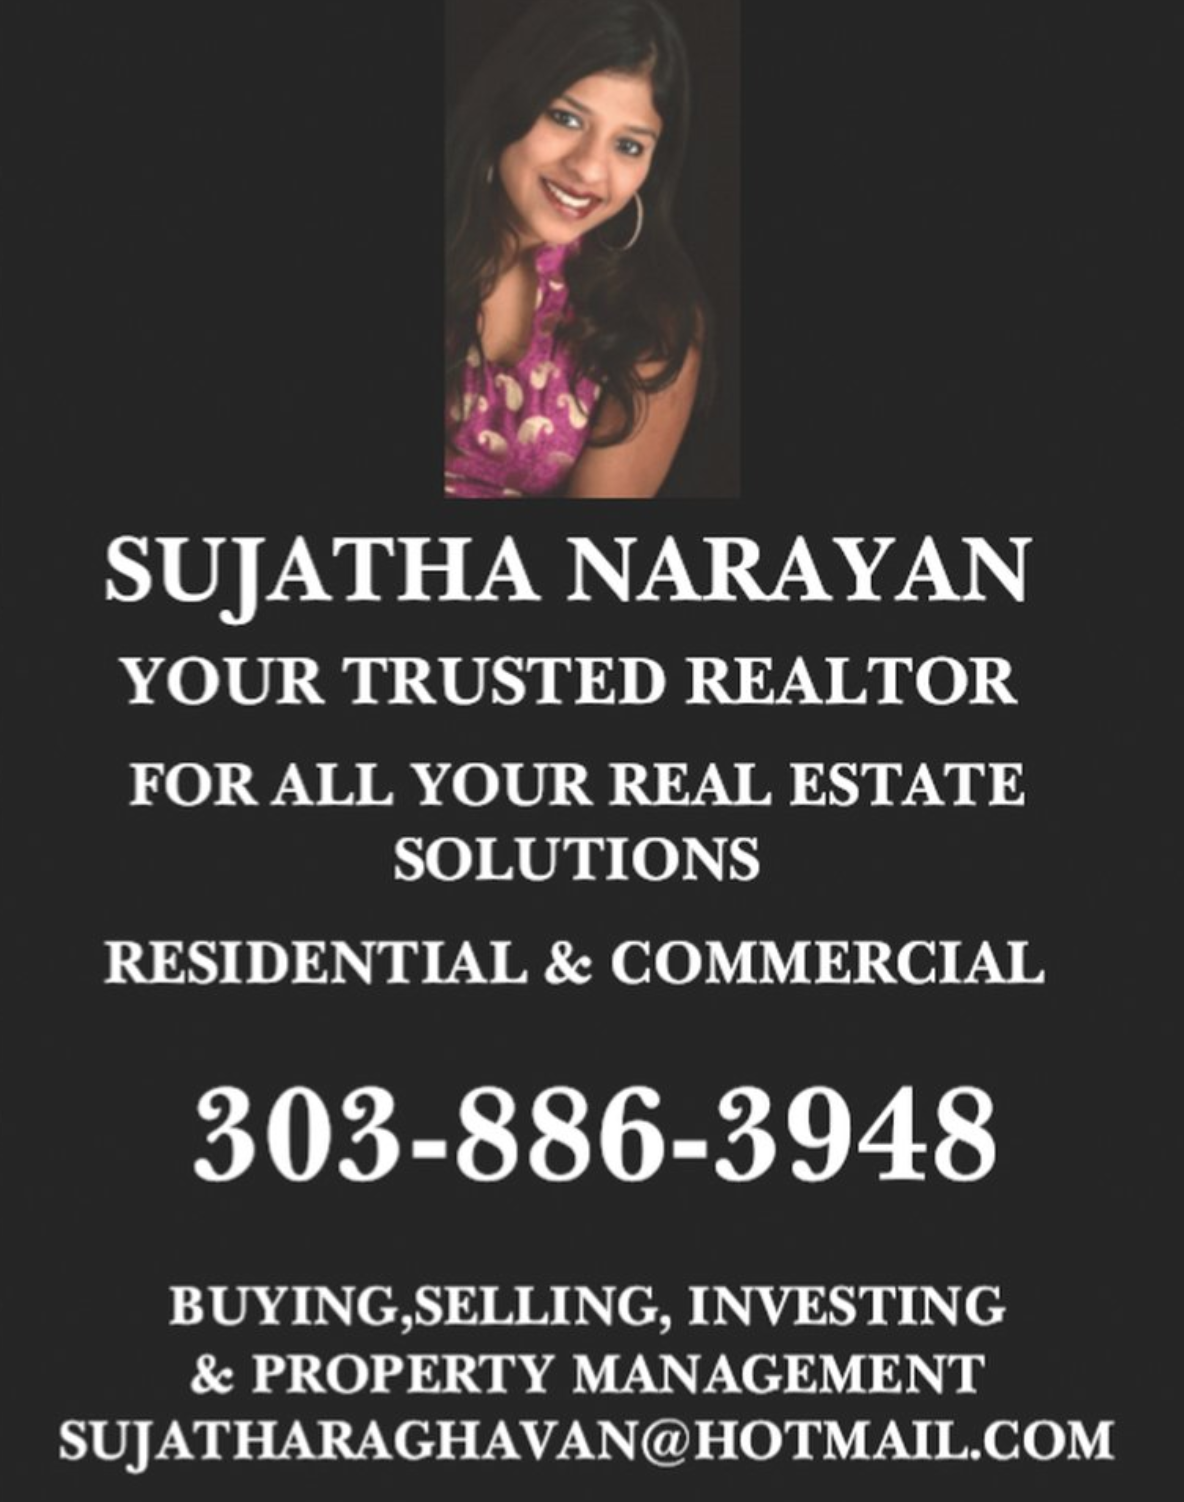 SUJATHA NARAYAN
YOUR TRUSTED REALTOR
FOR ALL YOUR REAL ESTATE
SOLUTIONS
RESIDENTIAL & COMMERCIAL
303-886-3948
BUYING,SELLING, INVESTING
& PROPERTY MANAGEMENT
SUJATHARAGHAVAN@HOTMAIL.COM